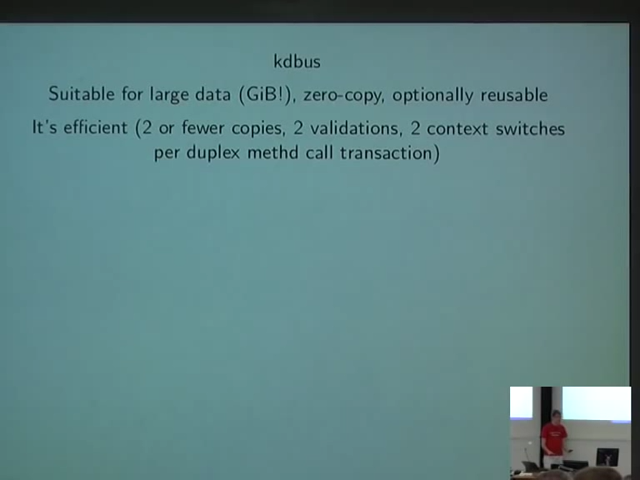 kdbus
Suitable for large data (GiB!), zero-copy, optionally reusable
It's efficient (2 or fewer copies, 2 validations, 2 context switches
per duplex methd call transaction)